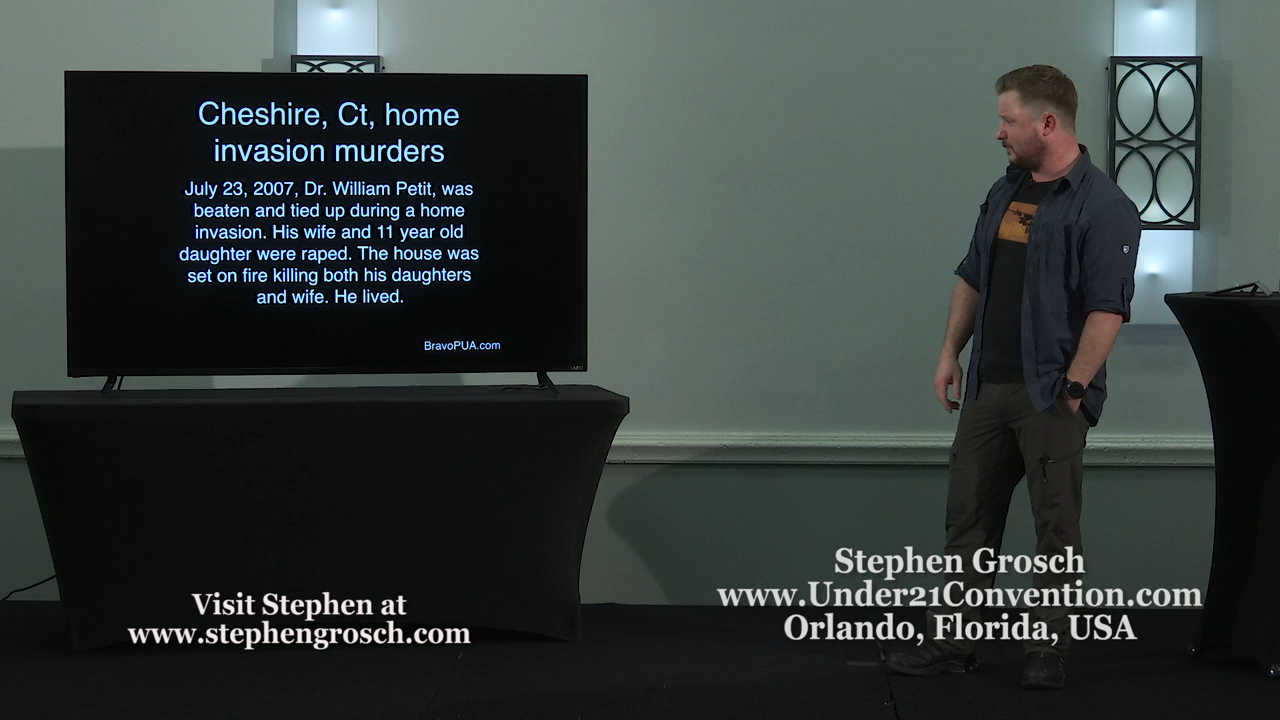 Cheshire, Ct, home
invasion murders
July 23, 2007, Dr. William Petit, was
beaten and tied up during a home
invasion. His wife and 11 year old
daughter were raped. The house was
set on fire killing both his daughters
and wife. He lived.
BravoPUA.com
VIZIO
Visit Stephen at
www.stephengrosch.com
Stephen Grosch
www.Under21Convention.com
Orlando, Florida, USA